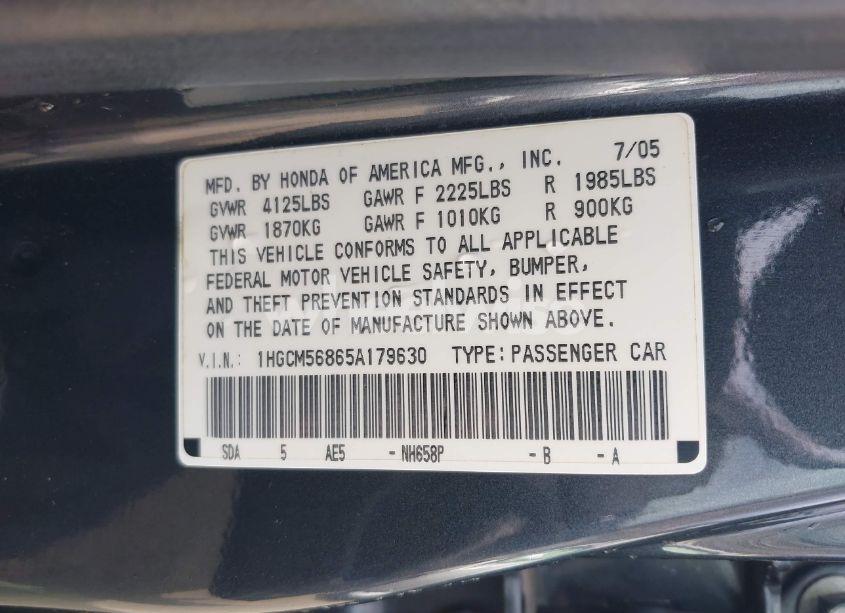 MFD. BY HONDA OF AMERICA MFG., INC. 7/05
GVWR 4125LBS GAWR F 2225LBS R 1985LBS
GVWR 1870KG GAWR F 1010KG R 900KG
THIS VEHICLE CONFORMS TO ALL APPLICABLE
FEDERAL MOTOR VEHICLE SAFETY, BUMPER,
AND THEFT PREVENTION STANDARDS IN EFFECT
ON THE DATE OF MANUFACTURE SHOWN ABOVE.
V.I.N.: 1HGCM56865A179630 TYPE: PASSENGER CAR
SDA 5 AE5 - NH658P - B - A